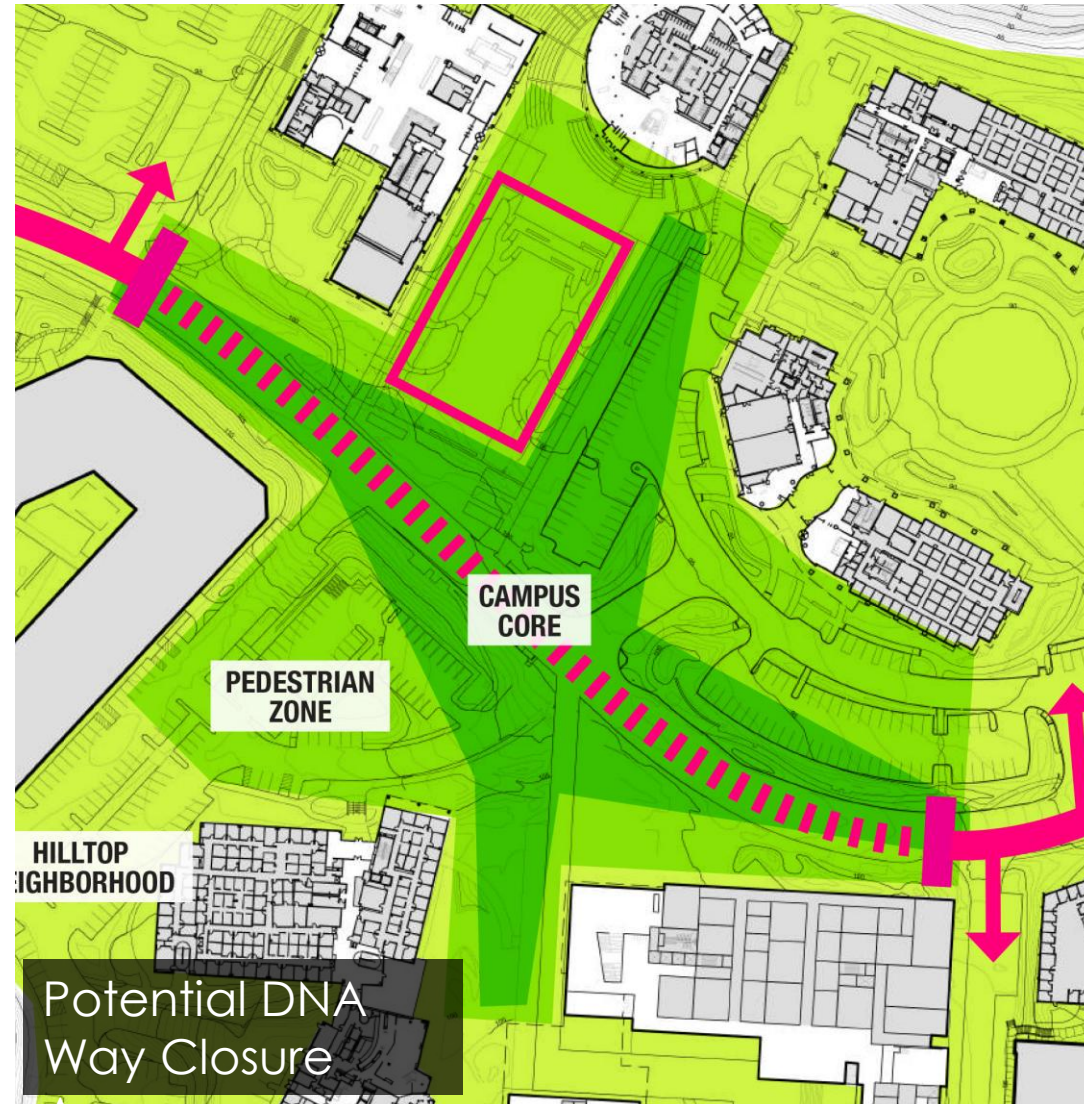 CAMPUS
CORE
PEDESTRIAN
ZONE
HILLTOP
EIGHBORHOOD
Potential DNA
Way Closure